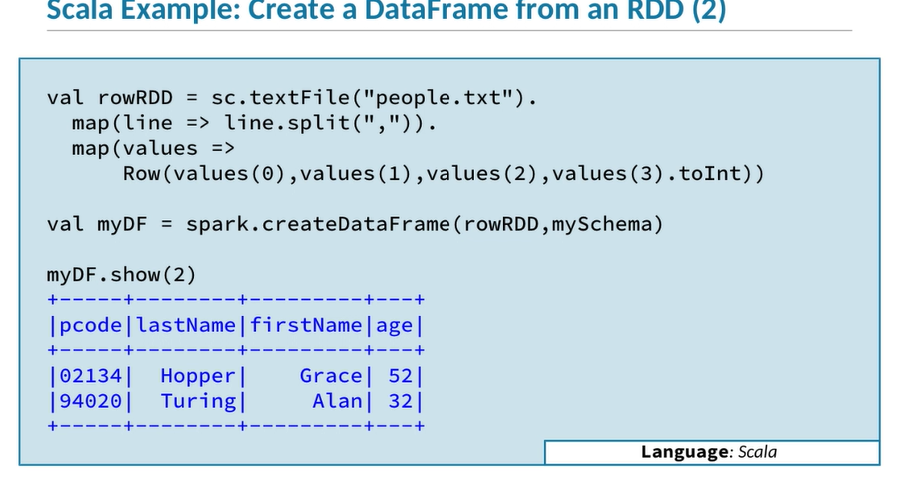 Scala Example: Create a DataFrame from an RDD (2)
val rowRDD = sc.textFile("people.txt").
  map(line => line.split(",")).
  map(values =>
      Row(values(0),values(1),values(2),values(3).toInt))
val myDF = spark.createDataFrame(rowRDD,mySchema)
myDF.show(2)
+-----+--------+---------+---+
|pcode|lastName|firstName|age|
+-----+--------+---------+---+
|02134|  Hopper|    Grace| 52|
|94020|  Turing|     Alan| 32|
+-----+--------+---------+---+
Language: Scala